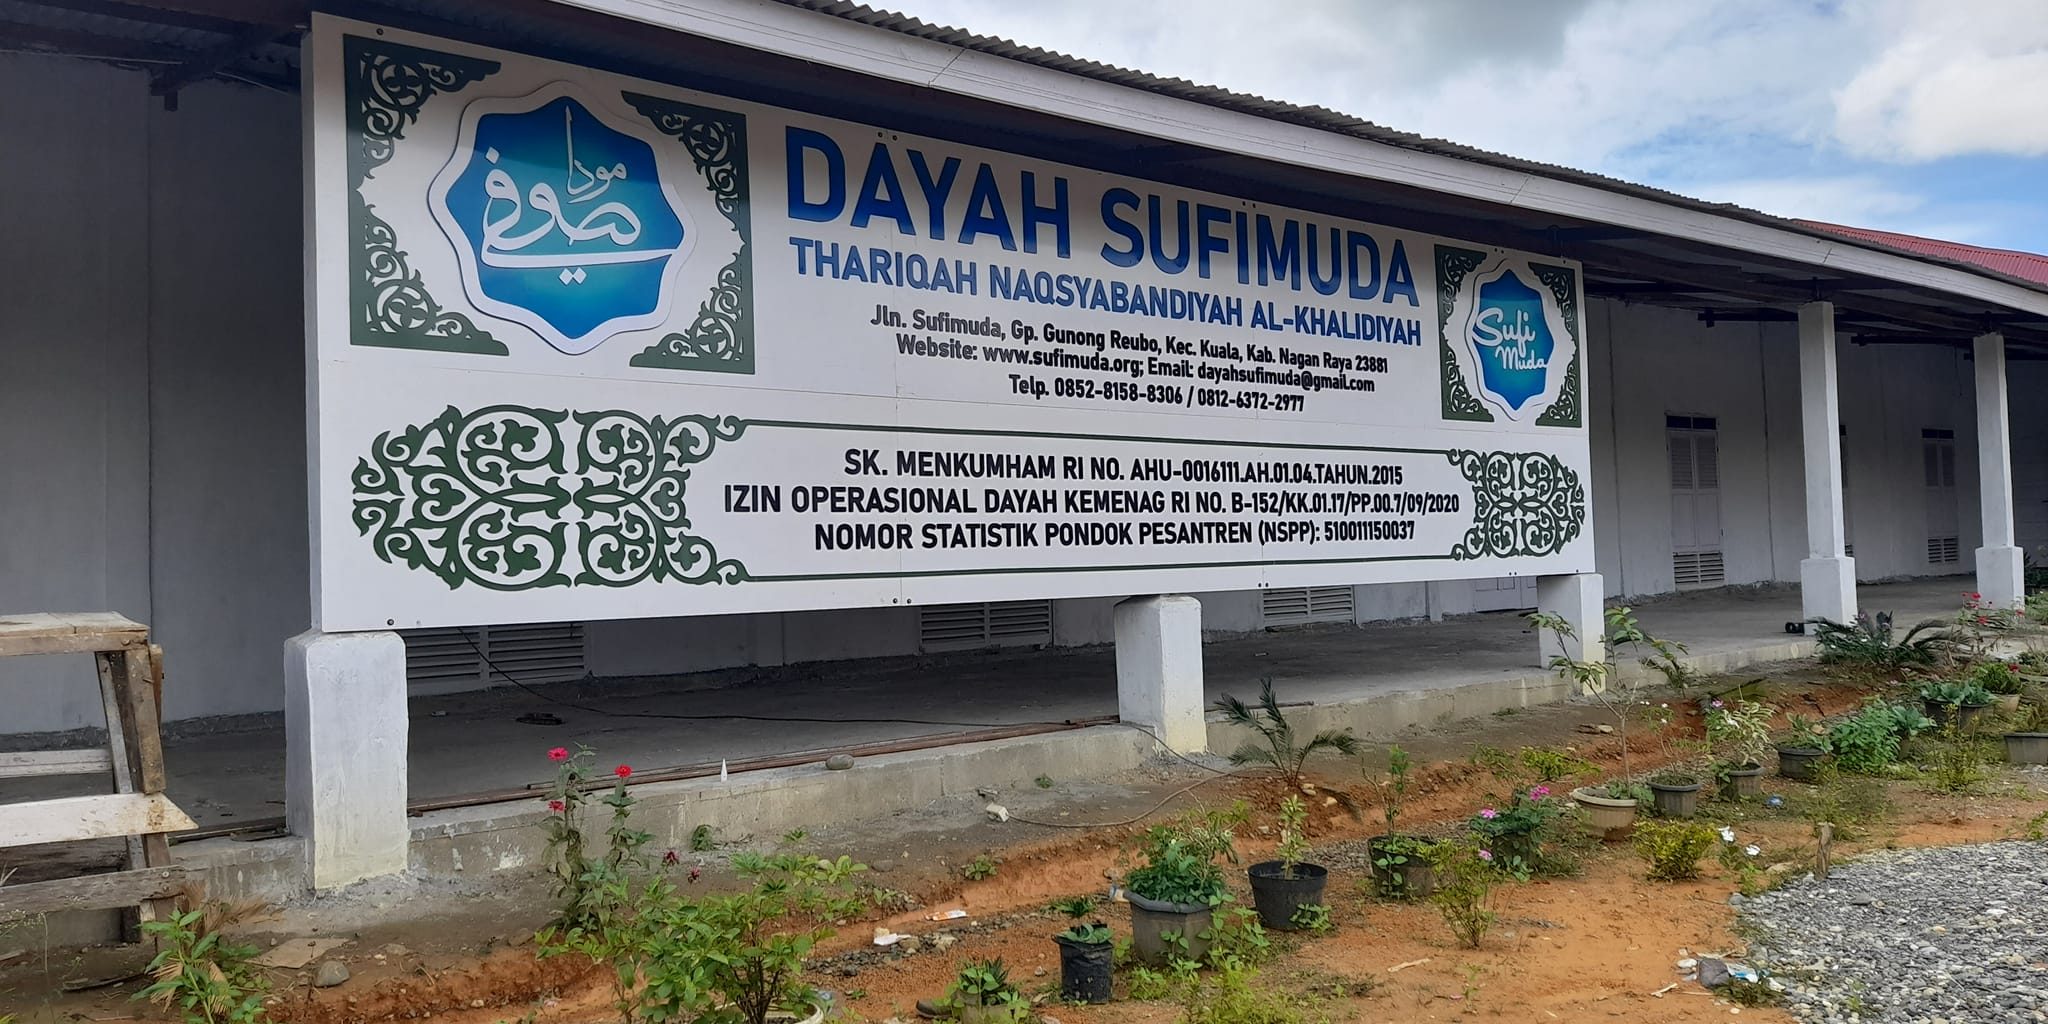 صوفي
مودا
DAYAH SUFIMUDA
THARIQAH NAQSYABANDIYAH AL-KHALIDIYAH
Jln. Sufimuda, Gp. Gunong Reubo, Kec. Kuala, Kab. Nagan Raya 23881
Website: www.sufimuda.org; Email: dayahsufimuda@gmail.com
Telp. 0852-8158-8306 / 0812-6372-2977
Sufi
Muda
SK. MENKUMHAM RI NO. AHU-0016111.AH.01.04.TAHUN.2015
IZIN OPERASIONAL DAYAH KEMENAG RI NO. B-152/KK.01.17/PP.00.7/09/2020
NOMOR STATISTIK PONDOK PESANTREN (NSPP): 510011150037